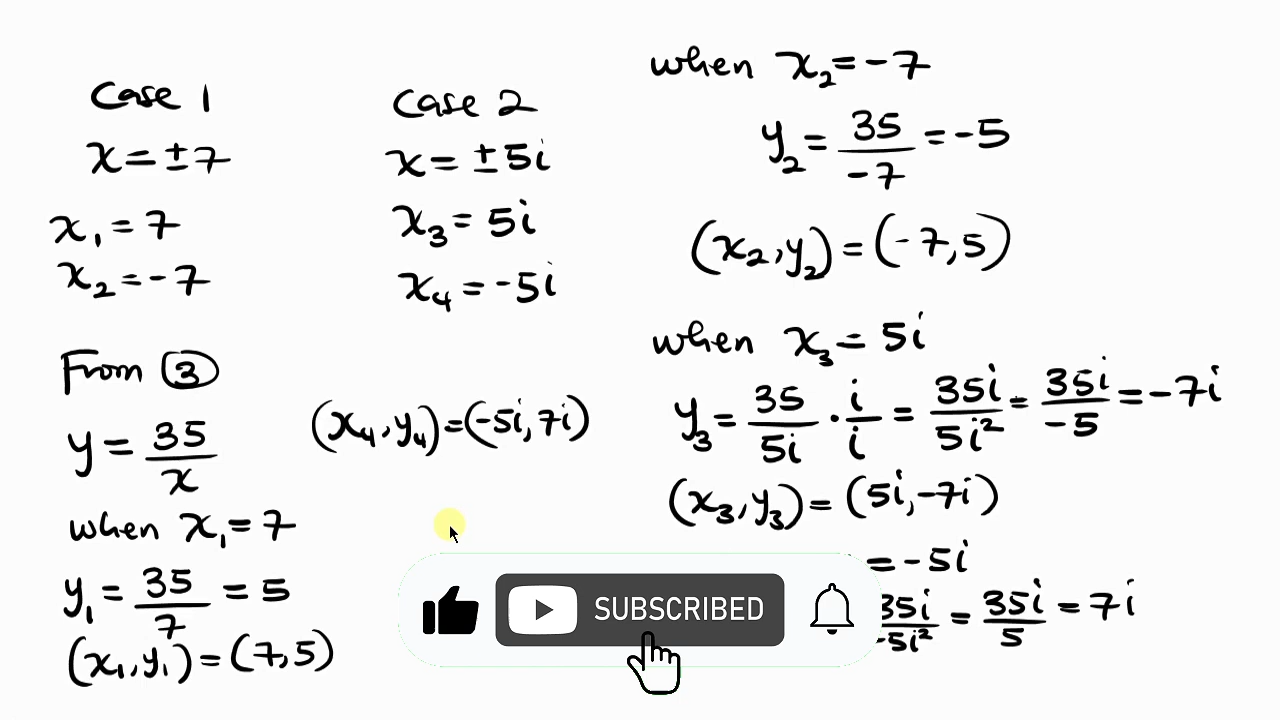 Case 1
x = ±7
x₁ = 7
x₂ = -7
From ③
y = 35/x
when x₁ = 7
y₁ = 35/7 = 5
(x₁, y₁) = (7, 5)
Case 2
x = ±5i
x₃ = 5i
x₄ = -5i
(x₄, y₄) = (-5i, 7i)
when x₂ = -7
y₂ = 35/-7 = -5
(x₂, y₂) = (-7, 5)
when x₃ = 5i
y₃ = 35/5i · i/i = 35i/5i² = 35i/-5 = -7i
(x₃, y₃) = (5i, -7i)
= -5i
35i/-5i² = 35i/5 = 7i
SUBSCRIBED